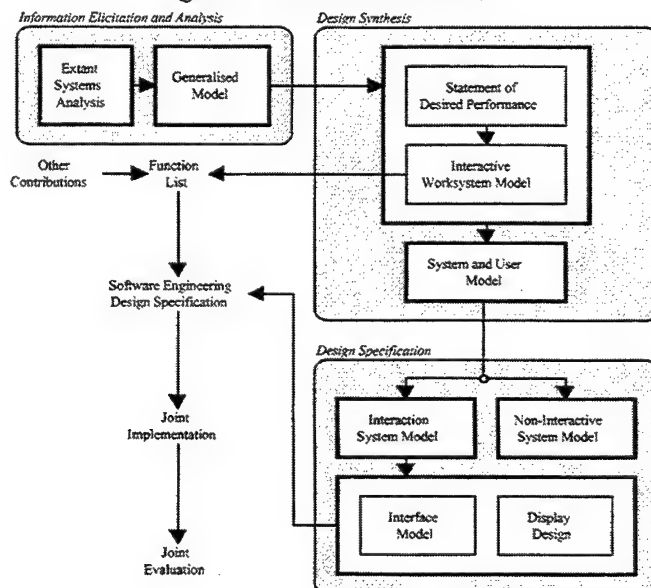 Information Elicitation and Analysis
Extant
Systems
Analysis
Generalised
Model
Other
Contributions
Function
List
Software Engineering
Design Specification
Joint
Implementation
Joint
Evaluation
Design Synthesis
Statement of
Desired Performance
Interactive
Worksystem Model
System and User
Model
Design Specification
Interaction
System Model
Non-Interactive
System Model
Interface
Model
Display
Design